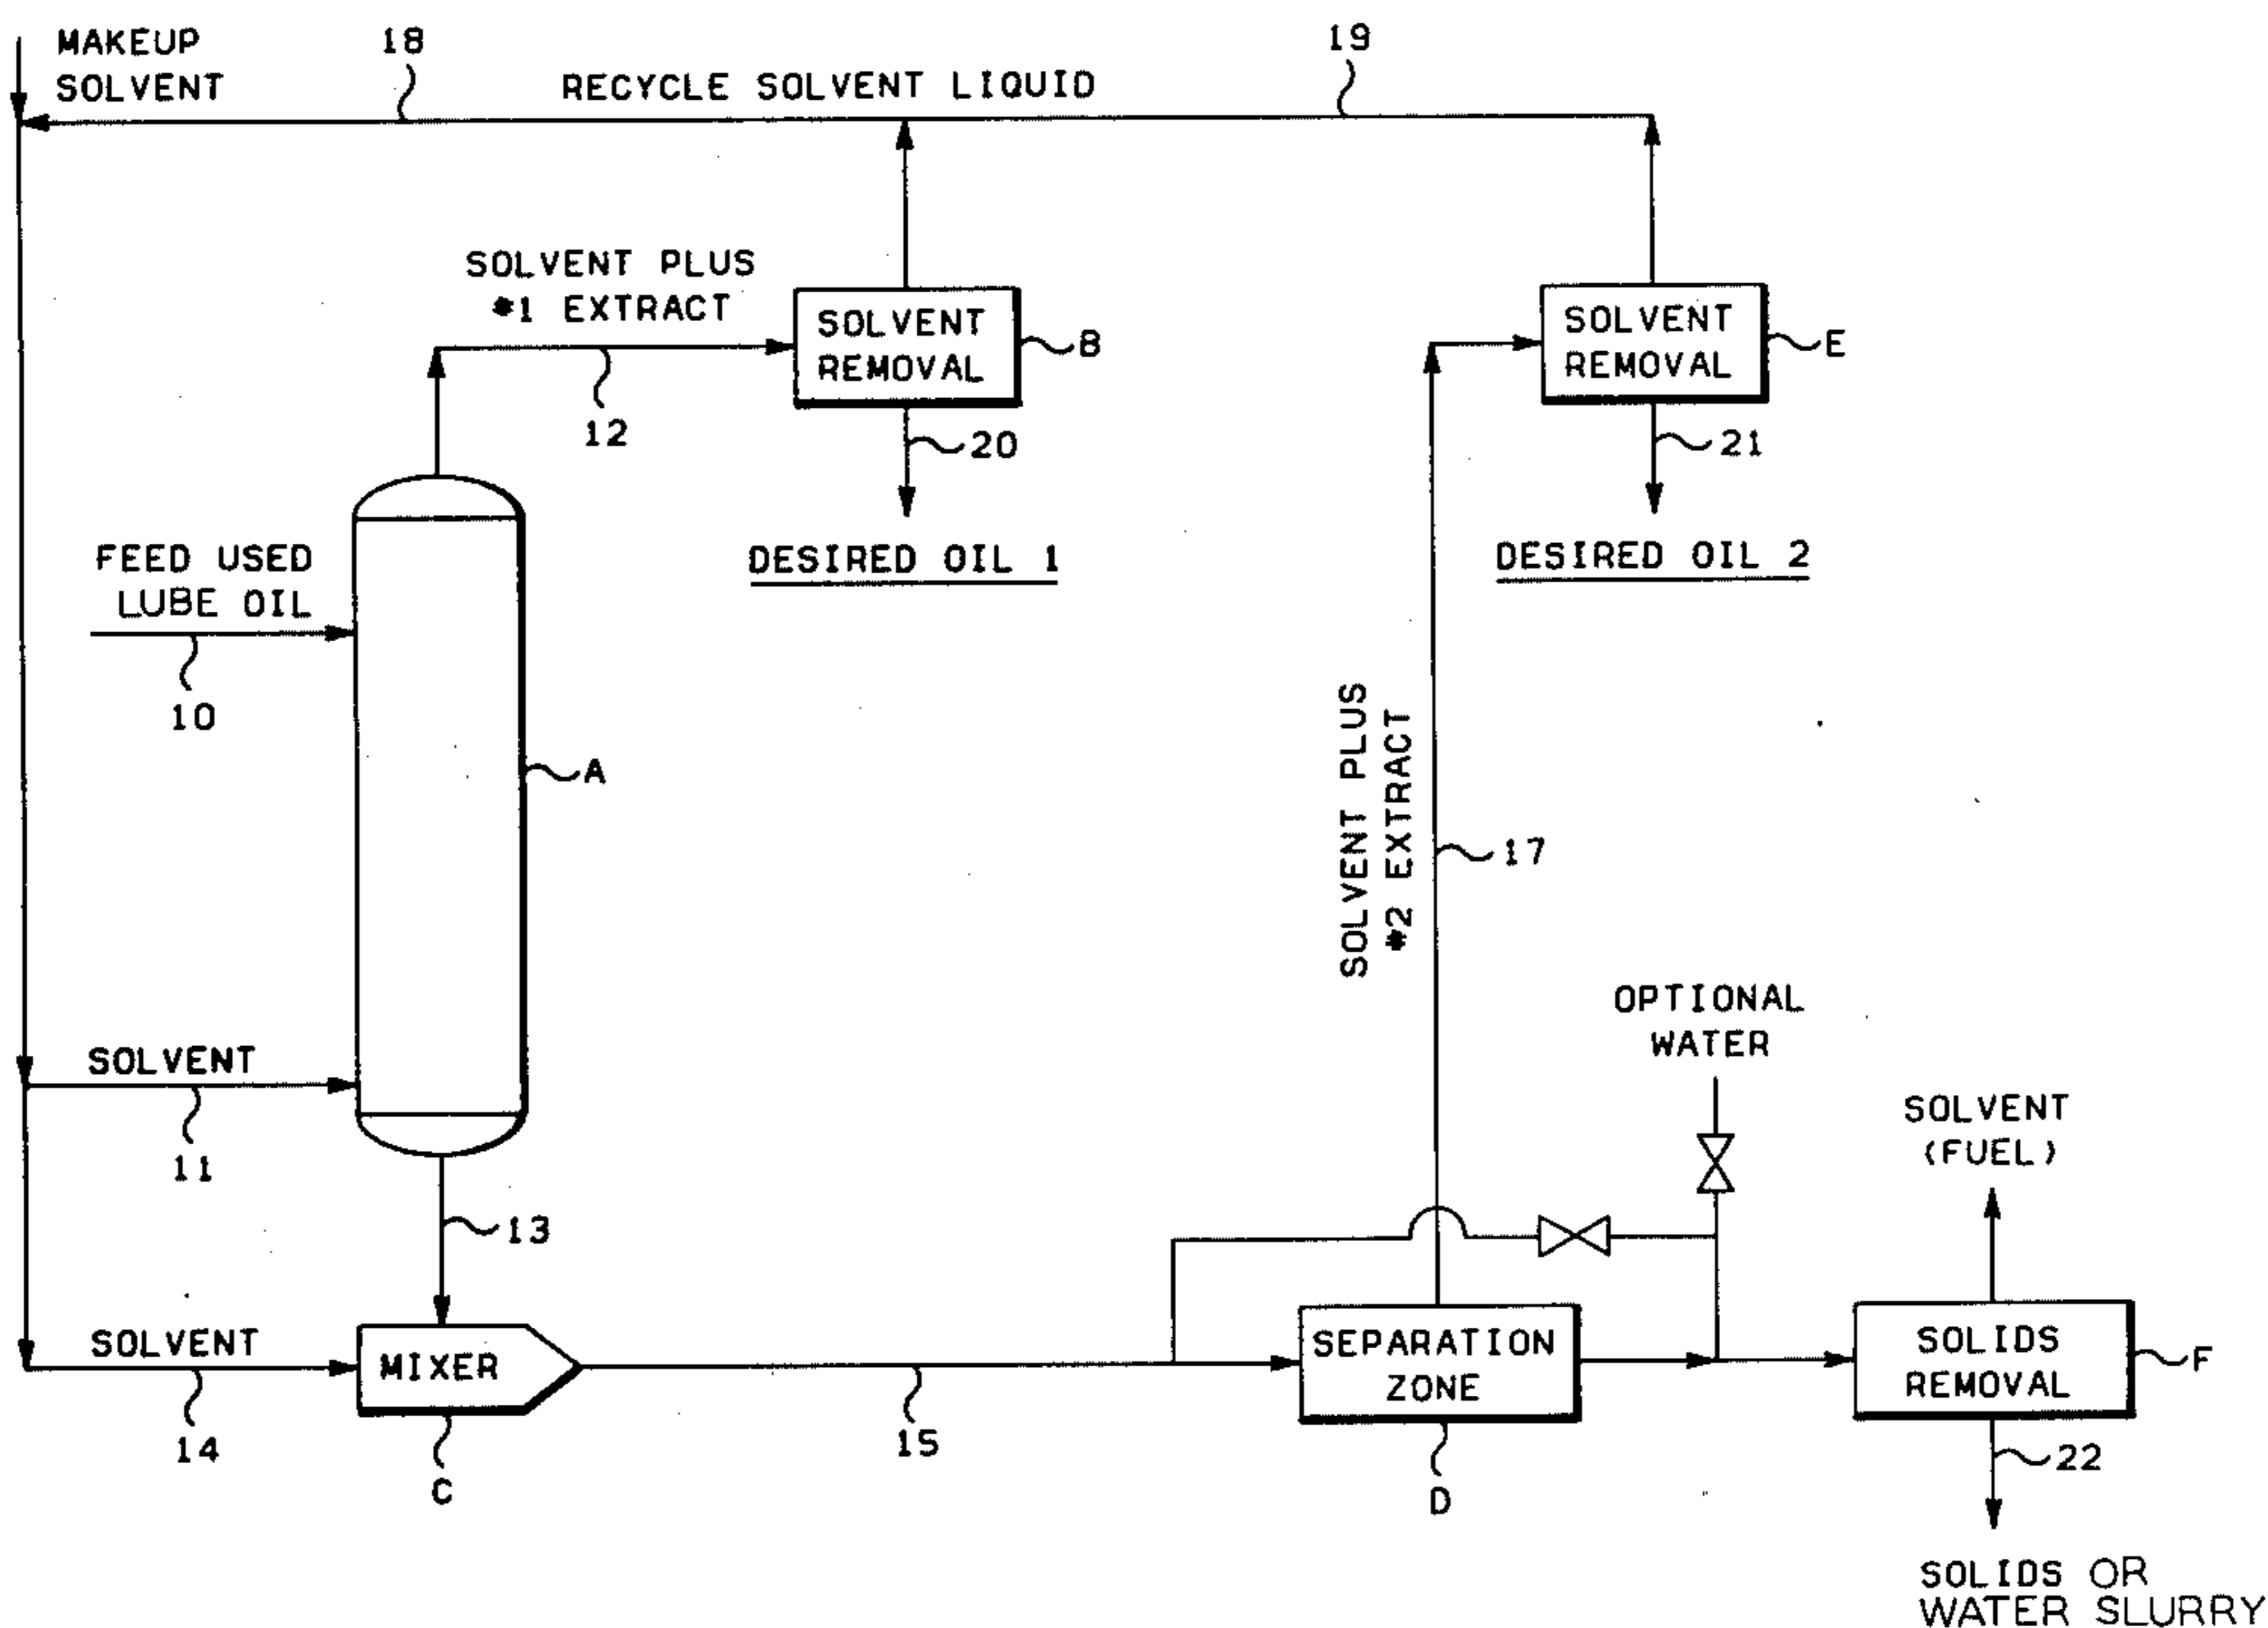 MAKEUP
SOLVENT
18
RECYCLE SOLVENT LIQUID
19
SOLVENT PLUS
#1 EXTRACT
12
SOLVENT
REMOVAL
B
20
DESIRED OIL 1
SOLVENT
REMOVAL
E
21
DESIRED OIL 2
FEED USED
LUBE OIL
10
A
SOLVENT PLUS
#2 EXTRACT
17
OPTIONAL
WATER
SOLVENT
11
13
SOLVENT
(FUEL)
SOLVENT
14
MIXER
C
15
SEPARATION
ZONE
D
SOLIDS
REMOVAL
F
22
SOLIDS OR
WATER SLURRY